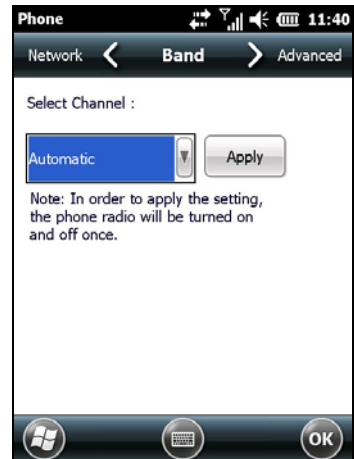 Phone 11:40
Network Band Advanced
Select Channel :
Automatic Apply
Note: In order to apply the setting,
the phone radio will be turned on
and off once.
OK